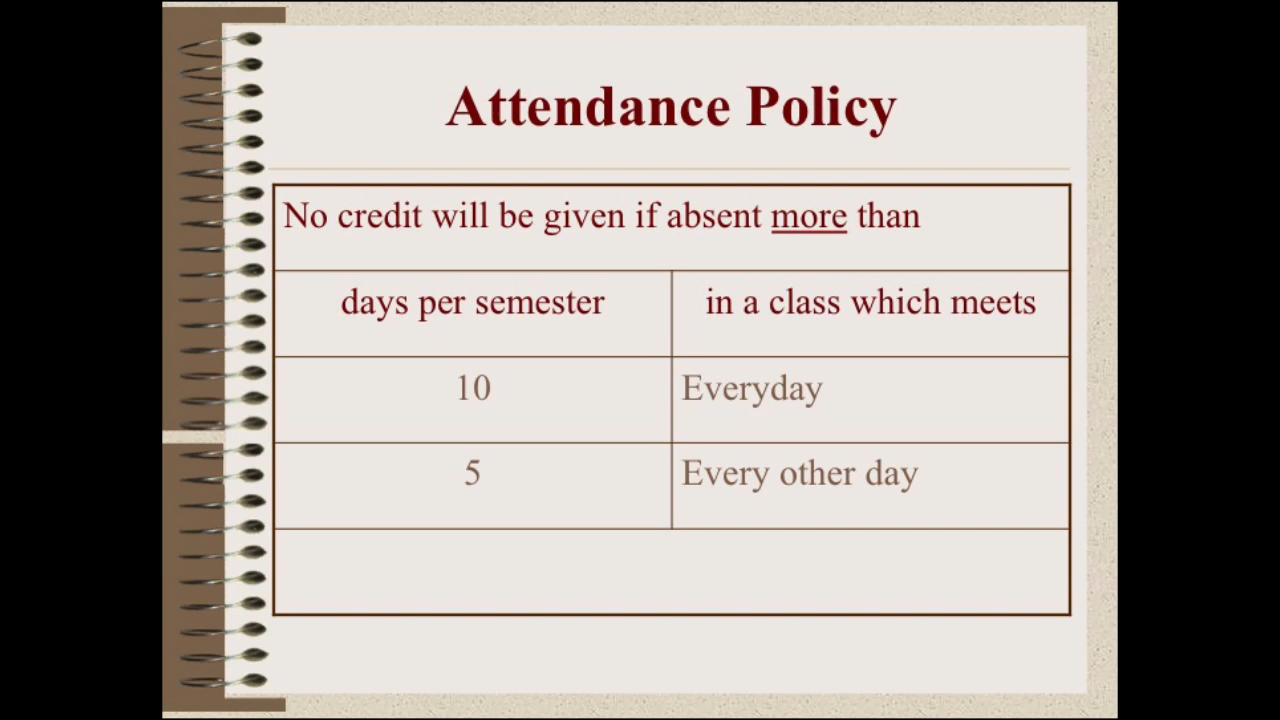 Attendance Policy
No credit will be given if absent more than
days per semester
in a class which meets
10
Everyday
5
Every other day